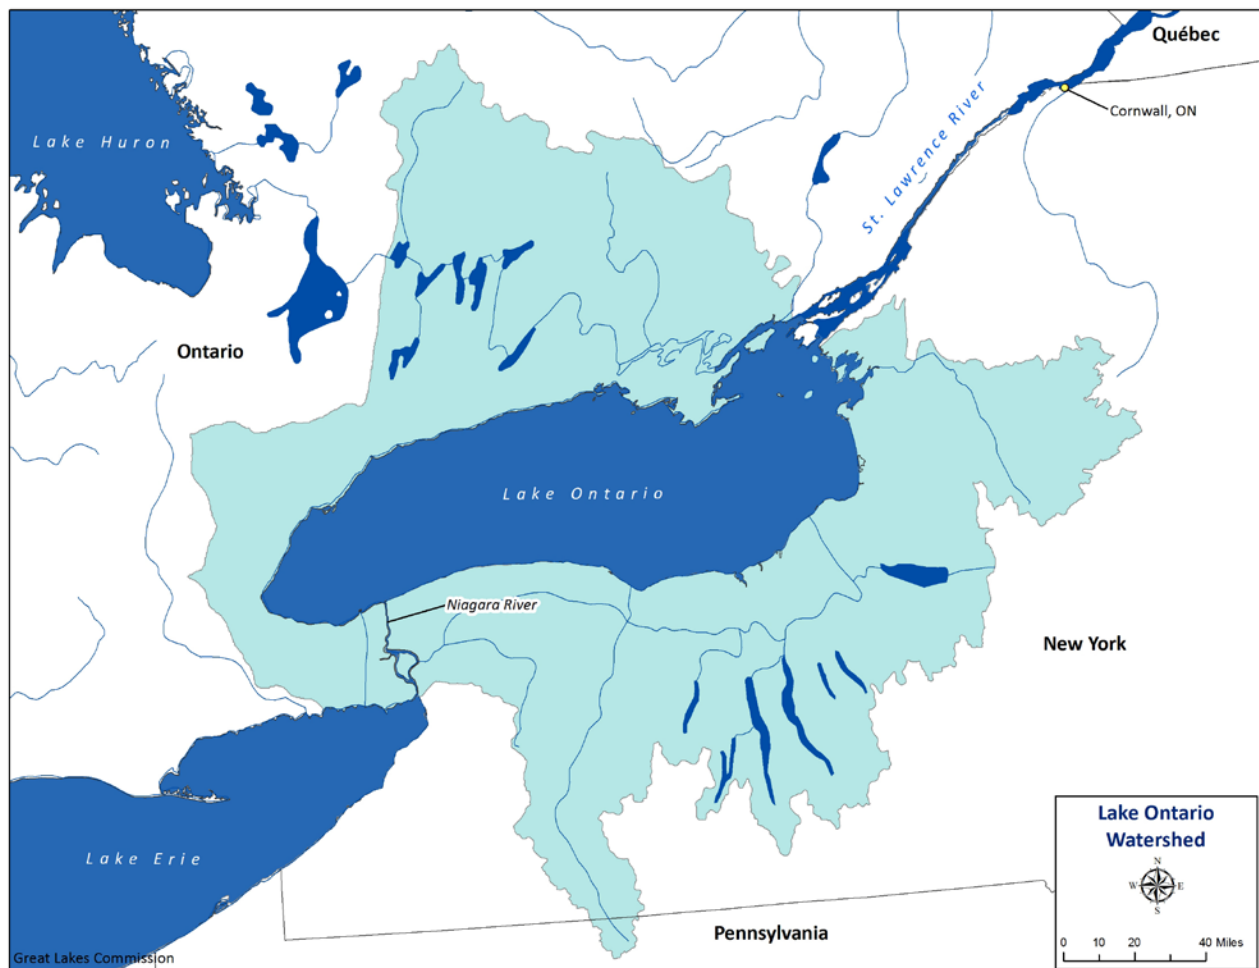 Québec
Cornwall, ON
St. Lawrence River
Lake Huron
Ontario
Lake Ontario
Niagara River
New York
Lake Erie
Pennsylvania
Great Lakes Commission
Lake Ontario
Watershed
N
W E
S
0 10 20 40 Miles